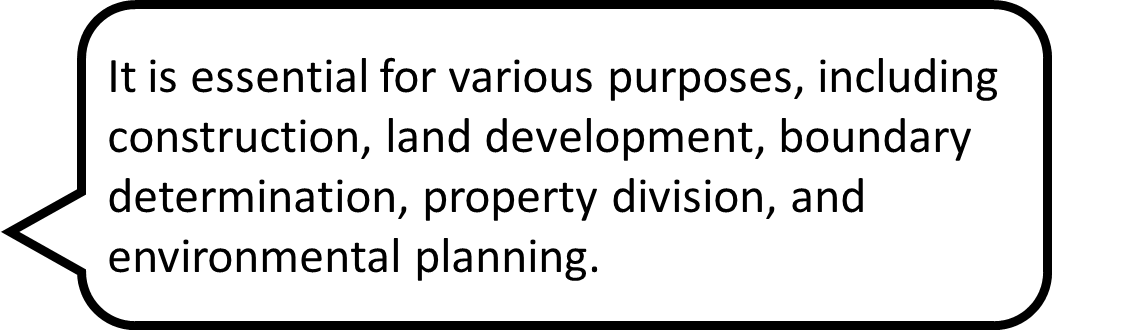 It is essential for various purposes, including
construction, land development, boundary
determination, property division, and
environmental planning.